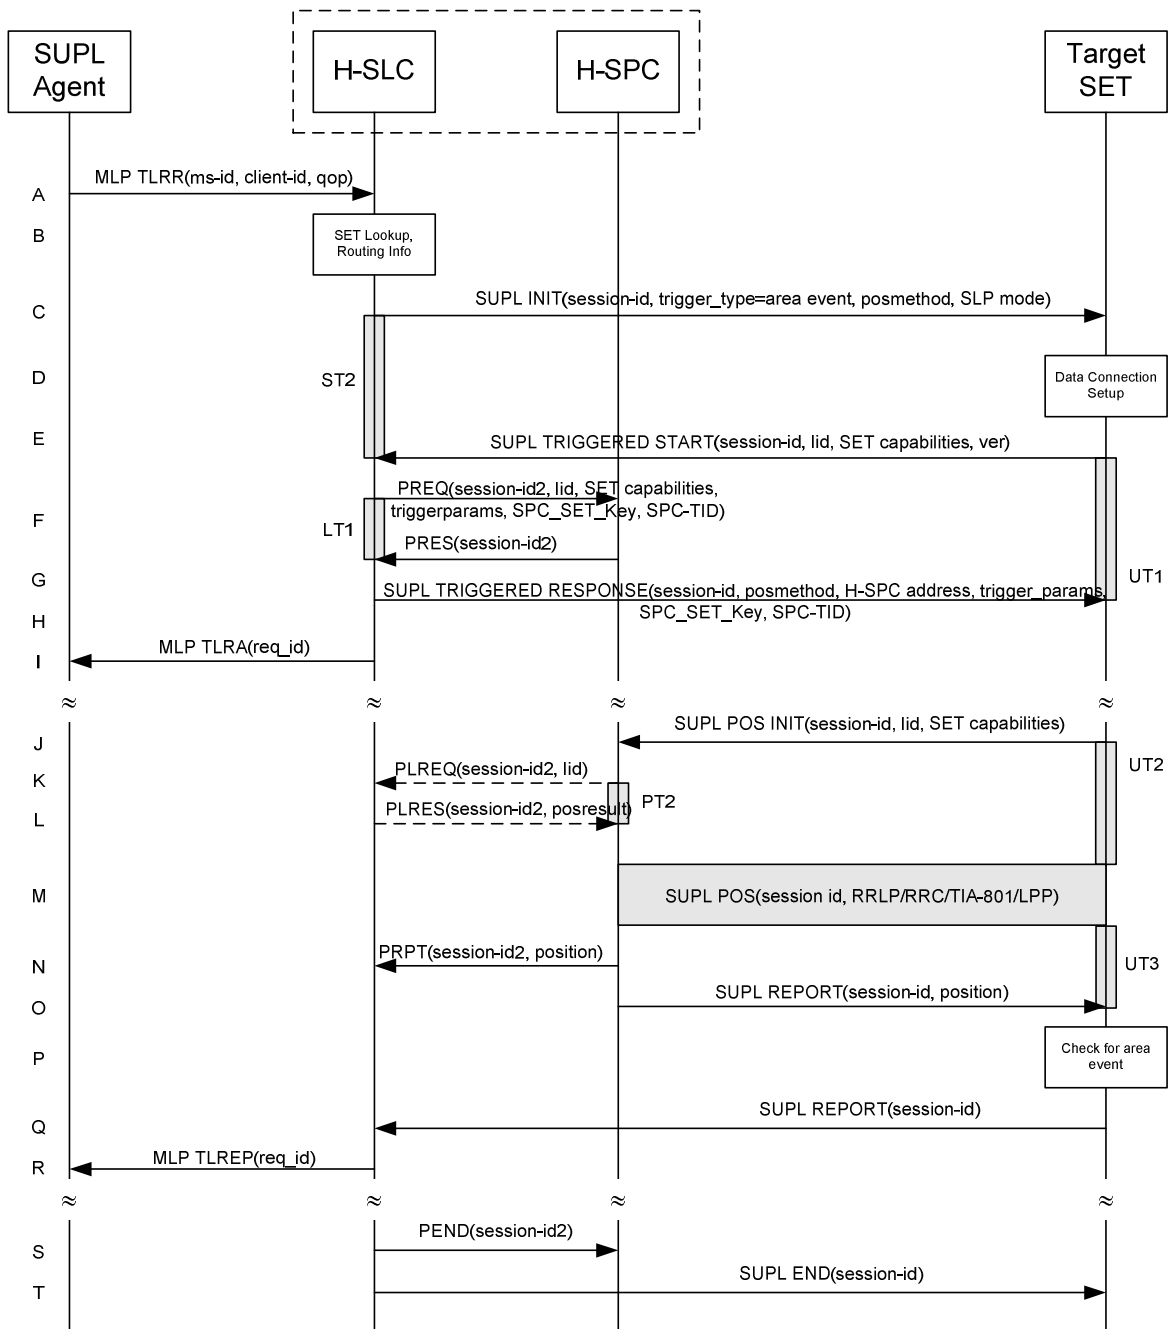 SUPL
Agent
H-SLC
H-SPC
Target
SET
MLP TLRR(ms-id, client-id, qop)
A
B
SET Lookup,
Routing Info
SUPL INIT(session-id, trigger_type=area event, posmethod, SLP mode)
C
D
ST2
Data Connection
Setup
E
SUPL TRIGGERED START(session-id, lid, SET capabilities, ver)
PREQ(session-id2, lid, SET capabilities,
triggerparams, SPC_SET_Key, SPC-TID)
F
LT1
PRES(session-id2)
G
UT1
SUPL TRIGGERED RESPONSE(session-id, posmethod, H-SPC address, trigger_params,
SPC_SET_Key, SPC-TID)
H
MLP TLRA(req_id)
I
≈ ≈ ≈ ≈
SUPL POS INIT(session-id, lid, SET capabilities)
J
UT2
PLREQ(session-id2, lid)
K
PT2
PLRES(session-id2, posresult)
L
M
SUPL POS(session id, RRLP/RRC/TIA-801/LPP)
PRPT(session-id2, position)
N
UT3
SUPL REPORT(session-id, position)
O
P
Check for area
event
SUPL REPORT(session-id)
Q
MLP TLREP(req_id)
R
≈ ≈ ≈ ≈
PEND(session-id2)
S
SUPL END(session-id)
T